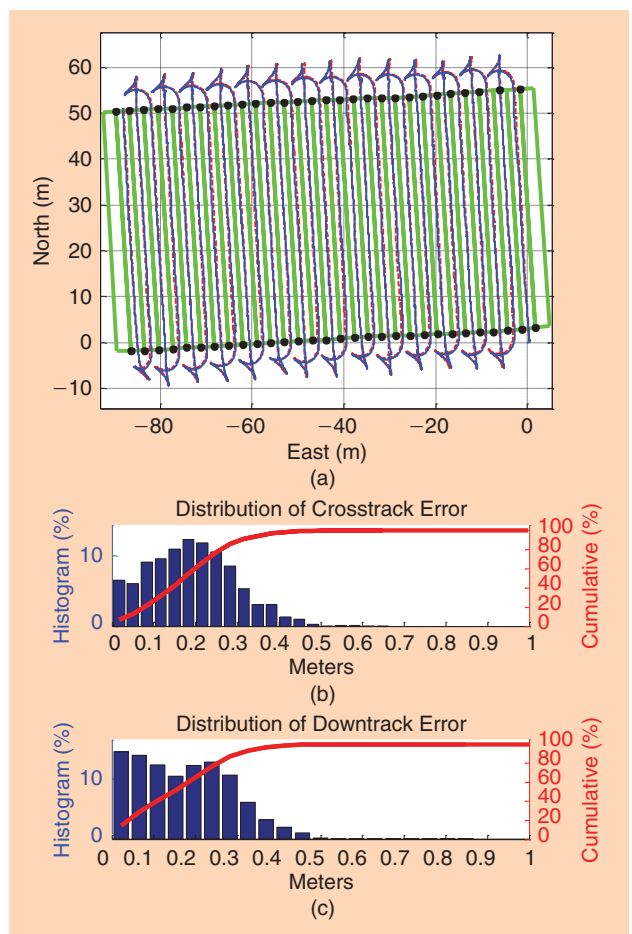 60
50
40
30
20
10
0
−10
North (m)
−80 −60 −40 −20 0
East (m)
(a)
Distribution of Crosstrack Error
Histogram (%)
10
0
100
80
60
40
20
0
Cumulative (%)
0 0.1 0.2 0.3 0.4 0.5 0.6 0.7 0.8 0.9 1
Meters
(b)
Distribution of Downtrack Error
Histogram (%)
10
0
100
80
60
40
20
0
Cumulative (%)
0 0.1 0.2 0.3 0.4 0.5 0.6 0.7 0.8 0.9 1
Meters
(c)